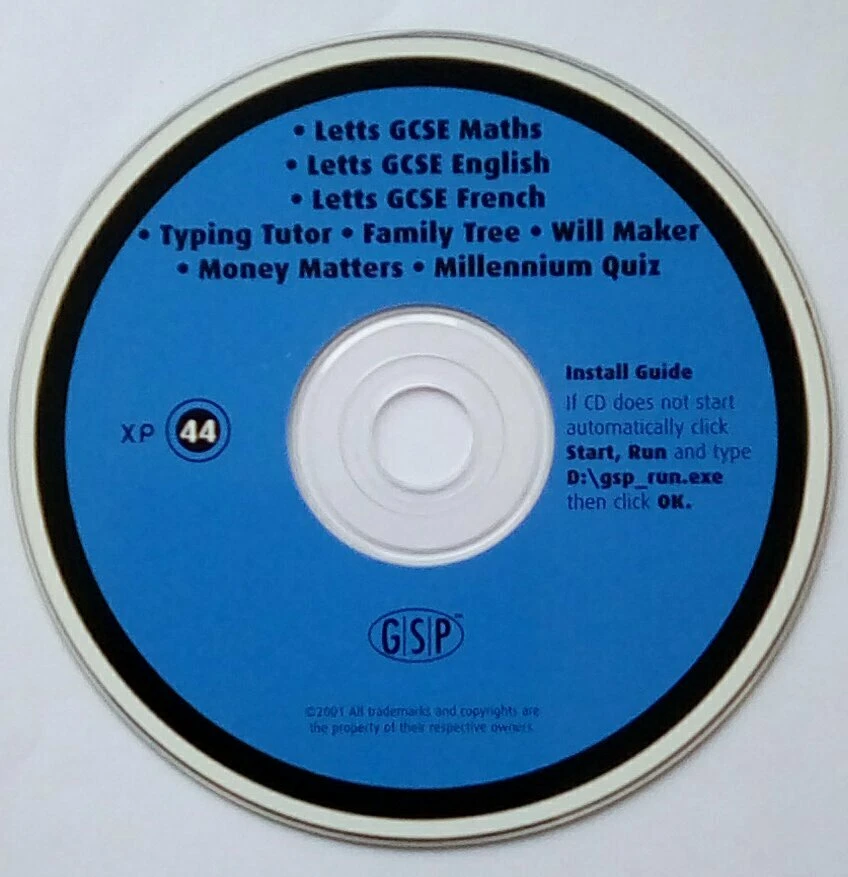 • Letts GCSE Maths
• Letts GCSE English
• Letts GCSE French
• Typing Tutor • Family Tree • Will Maker
• Money Matters • Millennium Quiz
Install Guide
If CD does not start
automatically click
Start, Run and type
D:\gsp_run.exe
then click OK.
XP 44
G|S|P™
©2001 All trademarks and copyrights are
the property of their respective owners.